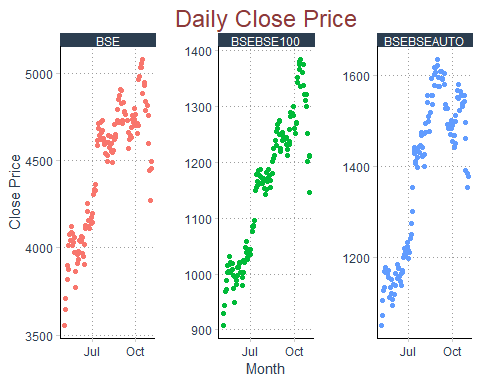 Daily Close Price
BSE
BSEBSE100
BSEBSEAUTO
Close Price
5000
4500
4000
3500
1400
1300
1200
1100
1000
900
1600
1400
1200
Jul Oct
Jul Oct
Jul Oct
Month